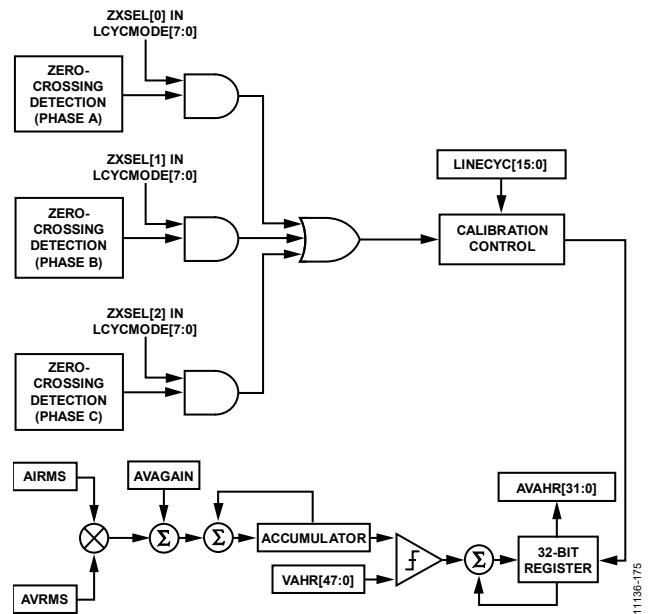 ZXSEL[0] IN
LCYCMODE[7:0]
ZERO-
CROSSING
DETECTION
(PHASE A)
ZXSEL[1] IN
LCYCMODE[7:0]
ZERO-
CROSSING
DETECTION
(PHASE B)
LINECYC[15:0]
CALIBRATION
CONTROL
ZXSEL[2] IN
LCYCMODE[7:0]
ZERO-
CROSSING
DETECTION
(PHASE C)
AIRMS
AVAGAIN
AVAHR[31:0]
Σ
Σ
ACCUMULATOR
Σ
32-BIT
REGISTER
VAHR[47:0]
AVRMS
11136-175